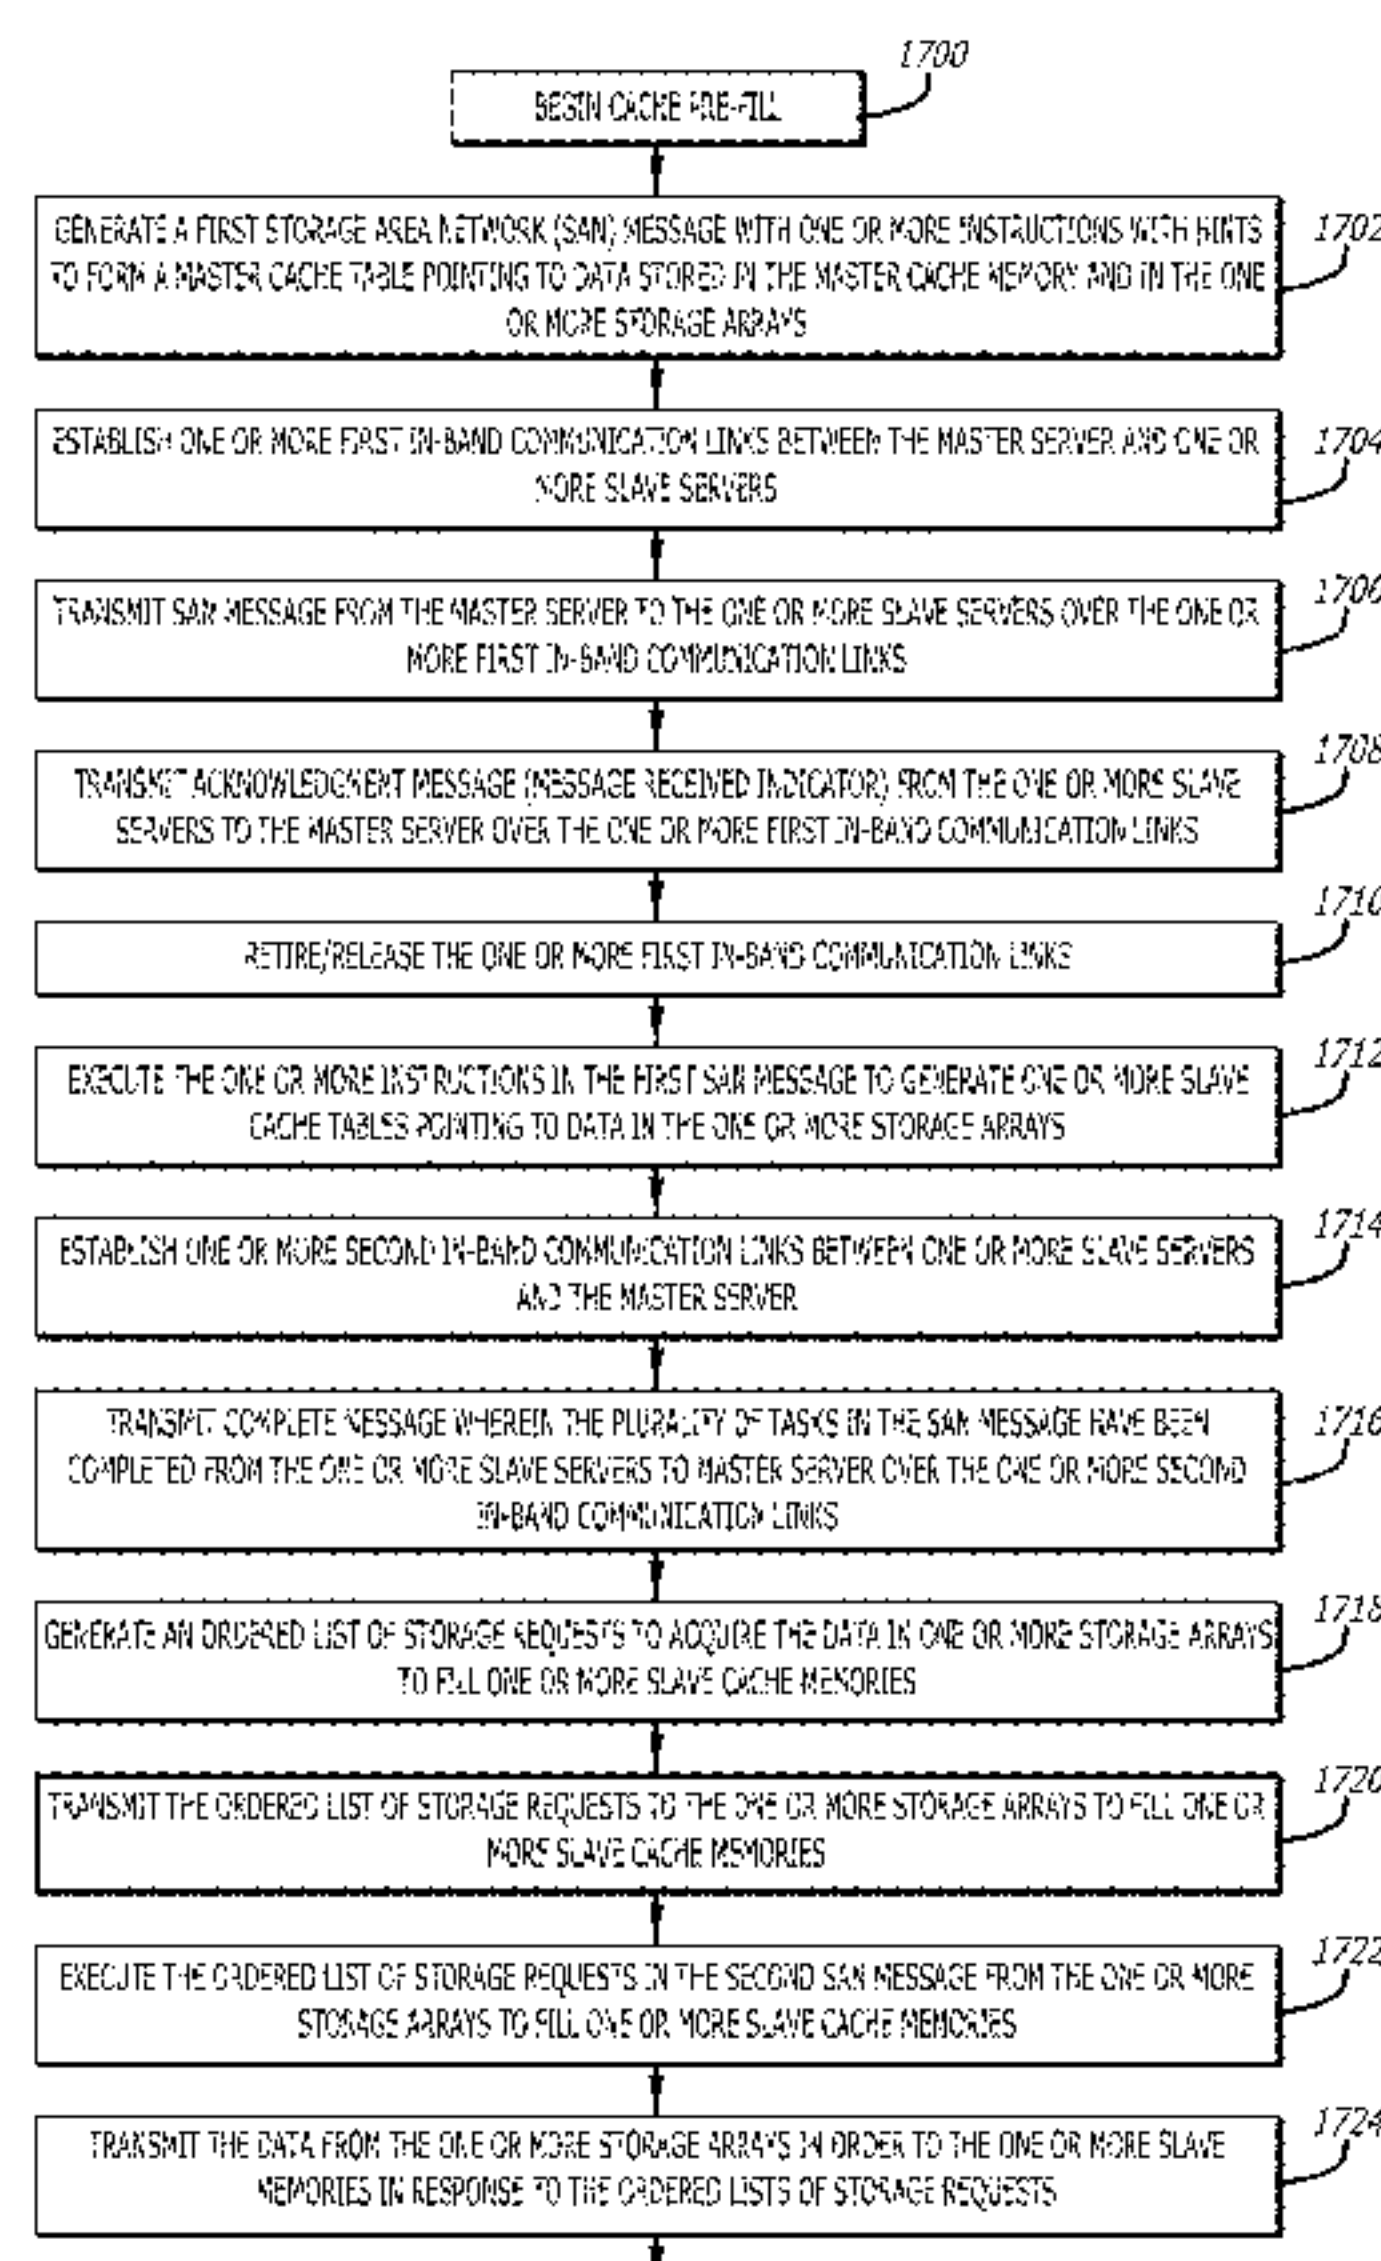 1700
BEGIN CACHE PRE-FILL
1702
GENERATE A FIRST STORAGE AREA NETWORK (SAN) MESSAGE WITH ONE OR MORE INSTRUCTIONS WITH HINTS
TO FORM A MASTER CACHE TABLE POINTING TO DATA STORED IN THE MASTER CACHE MEMORY AND IN THE ONE
OR MORE STORAGE ARRAYS
1704
ESTABLISH ONE OR MORE FIRST IN-BAND COMMUNICATION LINKS BETWEEN THE MASTER SERVER AND ONE OR
MORE SLAVE SERVERS
1706
TRANSMIT SAN MESSAGE FROM THE MASTER SERVER TO THE ONE OR MORE SLAVE SERVERS OVER THE ONE OR
MORE FIRST IN-BAND COMMUNICATION LINKS
1708
TRANSMIT ACKNOWLEDGMENT MESSAGE (MESSAGE RECEIVED INDICATOR) FROM THE ONE OR MORE SLAVE
SERVERS TO THE MASTER SERVER OVER THE ONE OR MORE FIRST IN-BAND COMMUNICATION LINKS
1710
RETIRE/RELEASE THE ONE OR MORE FIRST IN-BAND COMMUNICATION LINKS
1712
EXECUTE THE ONE OR MORE INSTRUCTIONS IN THE FIRST SAN MESSAGE TO GENERATE ONE OR MORE SLAVE
CACHE TABLES POINTING TO DATA IN THE ONE OR MORE STORAGE ARRAYS
1714
ESTABLISH ONE OR MORE SECOND IN-BAND COMMUNICATION LINKS BETWEEN ONE OR MORE SLAVE SERVERS
AND THE MASTER SERVER
1716
TRANSMIT COMPLETE MESSAGE WHEREIN THE PLURALITY OF TASKS IN THE SAN MESSAGE HAVE BEEN
COMPLETED FROM THE ONE OR MORE SLAVE SERVERS TO MASTER SERVER OVER THE ONE OR MORE SECOND
IN-BAND COMMUNICATION LINKS
1718
GENERATE AN ORDERED LIST OF STORAGE REQUESTS TO ACQUIRE THE DATA IN ONE OR MORE STORAGE ARRAYS
TO FILL ONE OR MORE SLAVE CACHE MEMORIES
1720
TRANSMIT THE ORDERED LIST OF STORAGE REQUESTS TO THE ONE OR MORE STORAGE ARRAYS TO FILL ONE OR
MORE SLAVE CACHE MEMORIES
1722
EXECUTE THE ORDERED LIST OF STORAGE REQUESTS IN THE SECOND SAN MESSAGE FROM THE ONE OR MORE
STORAGE ARRAYS TO FILL ONE OR MORE SLAVE CACHE MEMORIES
1724
TRANSMIT THE DATA FROM THE ONE OR MORE STORAGE ARRAYS IN ORDER TO THE ONE OR MORE SLAVE
MEMORIES IN RESPONSE TO THE ORDERED LISTS OF STORAGE REQUESTS